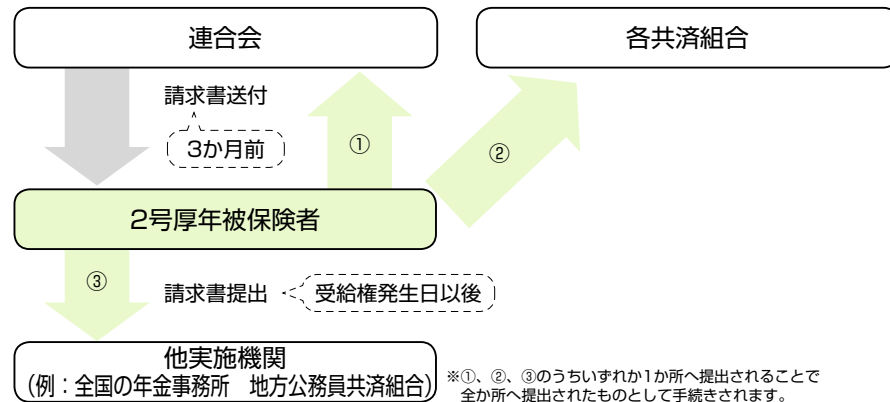 連合会
各共済組合
請求書送付
3か月前
①
②
2号厚年被保険者
③
請求書提出
受給権発生日以後
他実施機関
(例：全国の年金事務所　地方公務員共済組合)
※①、②、③のうちいずれか1か所へ提出されることで
全か所へ提出されたものとして手続きされます。